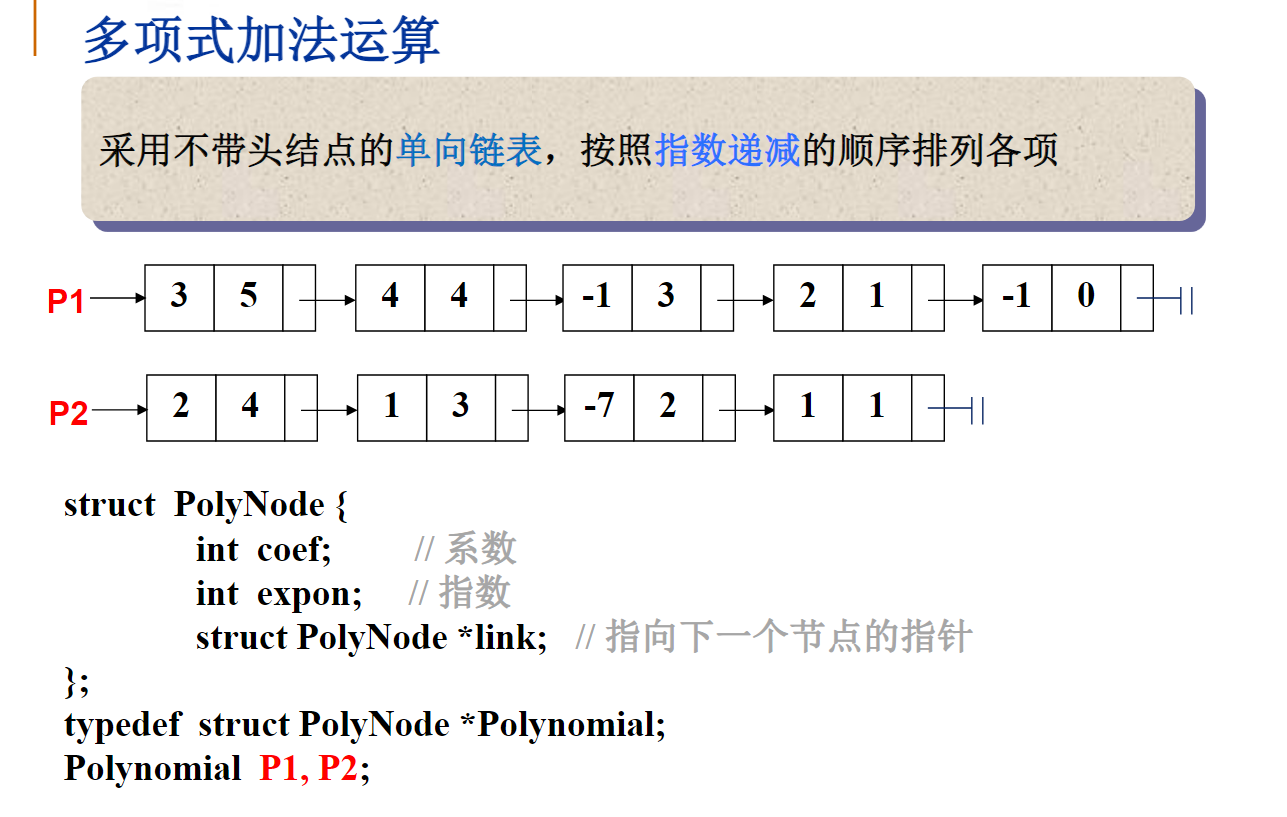 多项式加法运算
采用不带头结点的单向链表，按照指数递减的顺序排列各项
P1 3 5 4 4 -1 3 2 1 -1 0
P2 2 4 1 3 -7 2 1 1
struct PolyNode {
int coef; // 系数
int expon; // 指数
struct PolyNode *link; // 指向下一个节点的指针
};
typedef struct PolyNode *Polynomial;
Polynomial P1, P2;